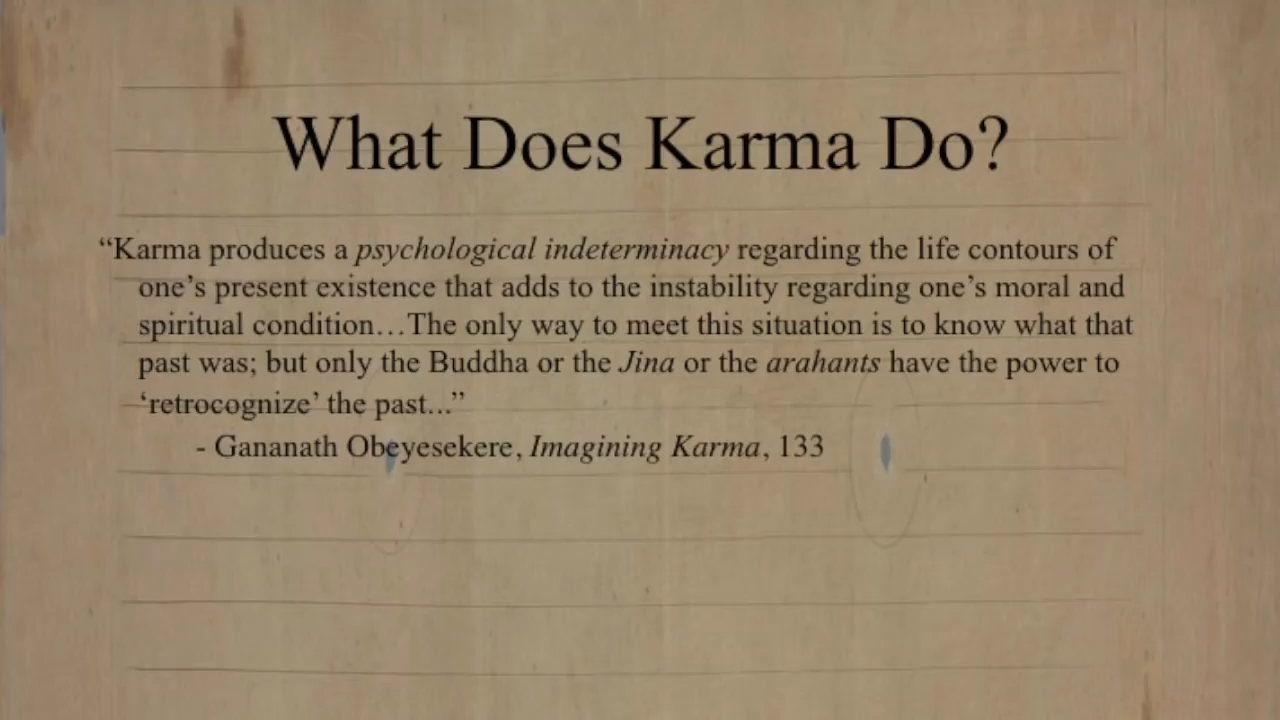 What Does Karma Do?
“Karma produces a psychological indeterminacy regarding the life contours of
one’s present existence that adds to the instability regarding one’s moral and
spiritual condition…The only way to meet this situation is to know what that
past was; but only the Buddha or the Jina or the arahants have the power to
‘retrocognize’ the past...”
- Gananath Obeyesekere, Imagining Karma, 133